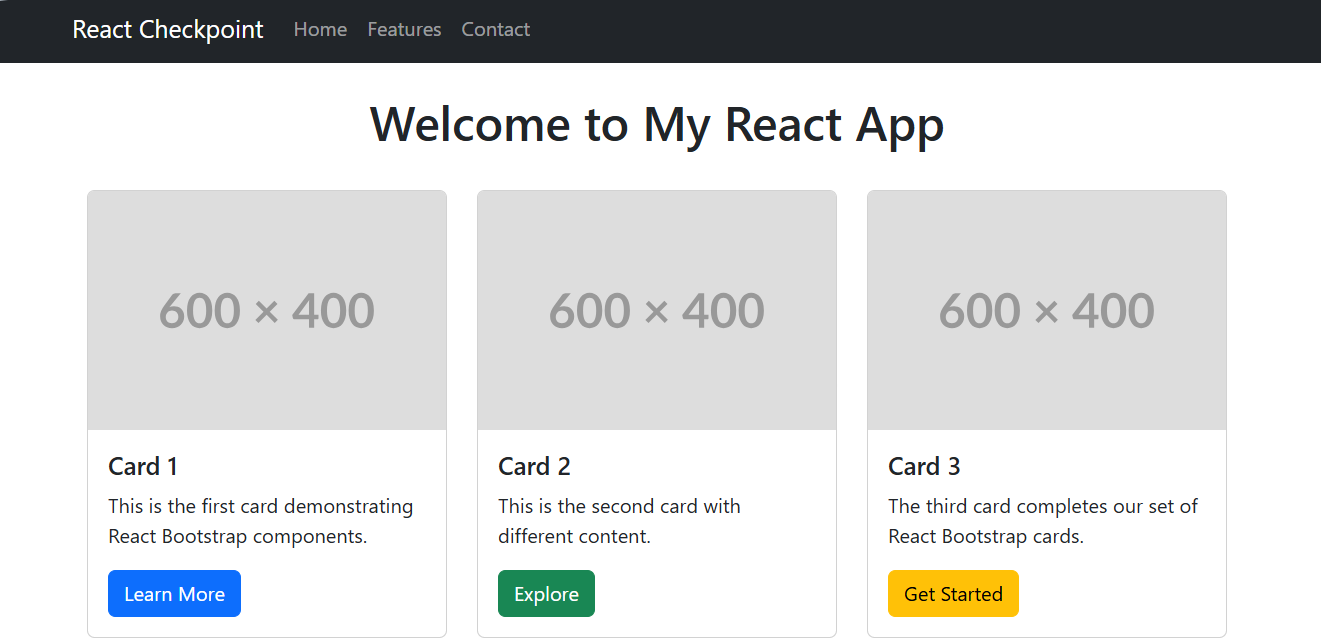 React Checkpoint Home Features Contact
Welcome to My React App
600 × 400
600 × 400
600 × 400
Card 1
This is the first card demonstrating
React Bootstrap components.
Learn More
Card 2
This is the second card with
different content.
Explore
Card 3
The third card completes our set of
React Bootstrap cards.
Get Started